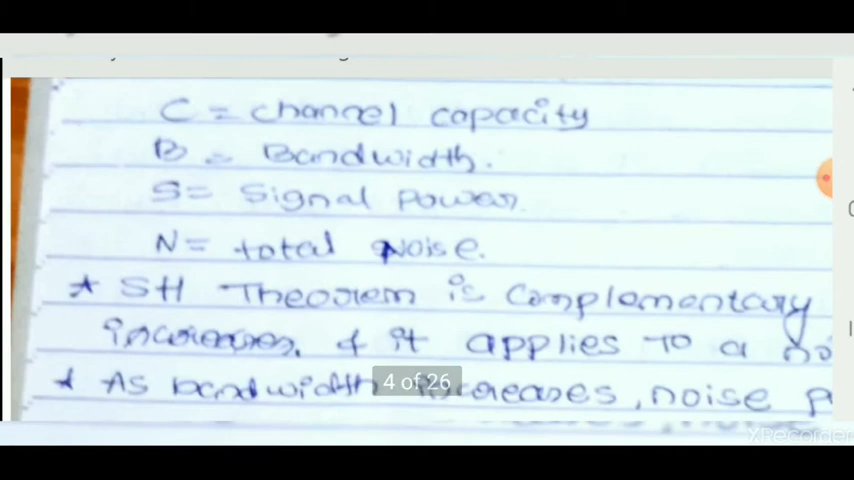 C = channel capacity
B = Bandwidth.
S = Signal power.
N = total Noise.
* SH Theorem is complementary
increases. & it applies to a
* As bandwidth increases, noise
4 of 26
XRecorder